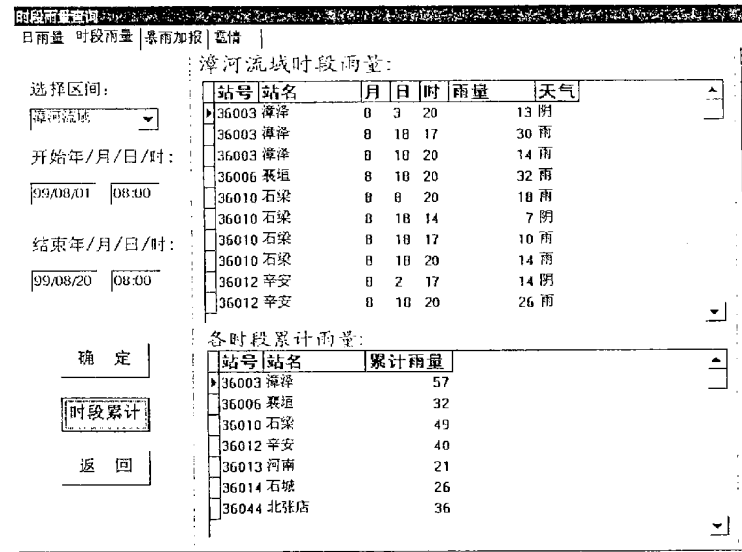 时段雨量查询
日雨量 时段雨量 暴雨加报 雹情
选择区间:
漳河流域
开始年/月/日/时:
99/08/01 08:00
结束年/月/日/时:
99/08/20 08:00
确 定
时段累计
返 回
漳河流域时段雨量:
站号 站名 月 日 时 雨量 天气
36003 漳泽 8 3 20 13 阴
36003 漳泽 8 18 17 30 雨
36003 漳泽 8 18 20 14 雨
36006 襄垣 8 18 20 32 雨
36010 石梁 8 8 20 18 雨
36010 石梁 8 18 14 7 阴
36010 石梁 8 18 17 10 雨
36010 石梁 8 18 20 14 雨
36012 辛安 8 2 17 14 阴
36012 辛安 8 18 20 26 雨
各时段累计雨量:
站号 站名 累计雨量
36003 漳泽 57
36006 襄垣 32
36010 石梁 49
36012 辛安 40
36013 河南 21
36014 石城 26
36044 北张店 36